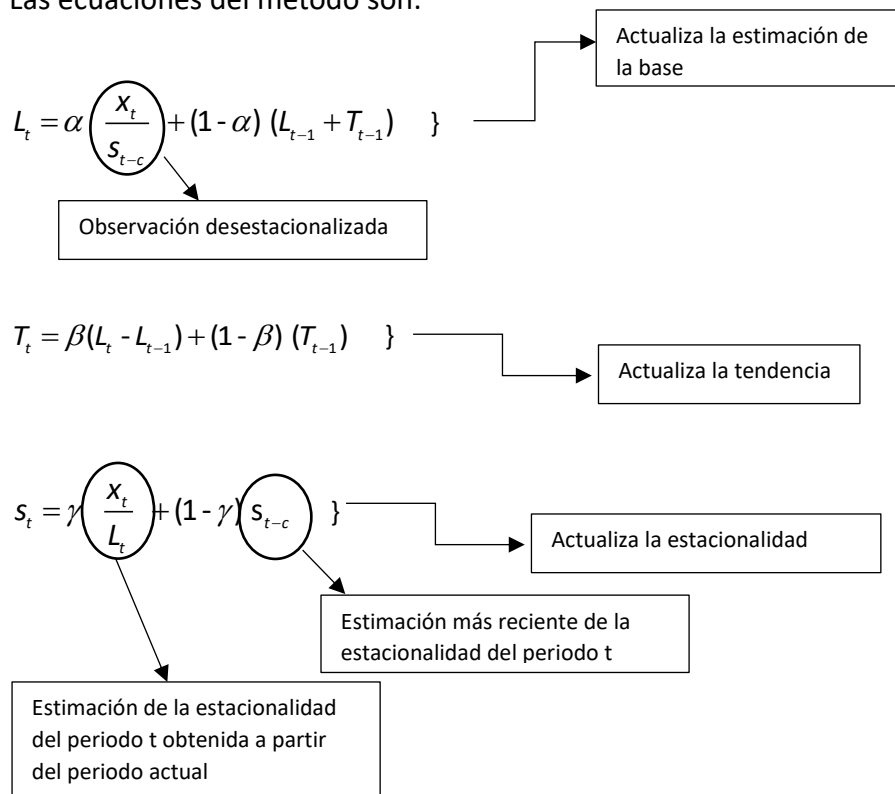 Las ecuaciones del método son:
Actualiza la estimación de
la base
L_t = α ( x_t / s_{t-c} ) + (1 - α) (L_{t-1} + T_{t-1}) }
Observación desestacionalizada
T_t = β(L_t - L_{t-1}) + (1 - β) (T_{t-1}) }
Actualiza la tendencia
s_t = γ ( x_t / L_t ) + (1 - γ) s_{t-c} }
Actualiza la estacionalidad
Estimación más reciente de la
estacionalidad del periodo t
Estimación de la estacionalidad
del periodo t obtenida a partir
del periodo actual